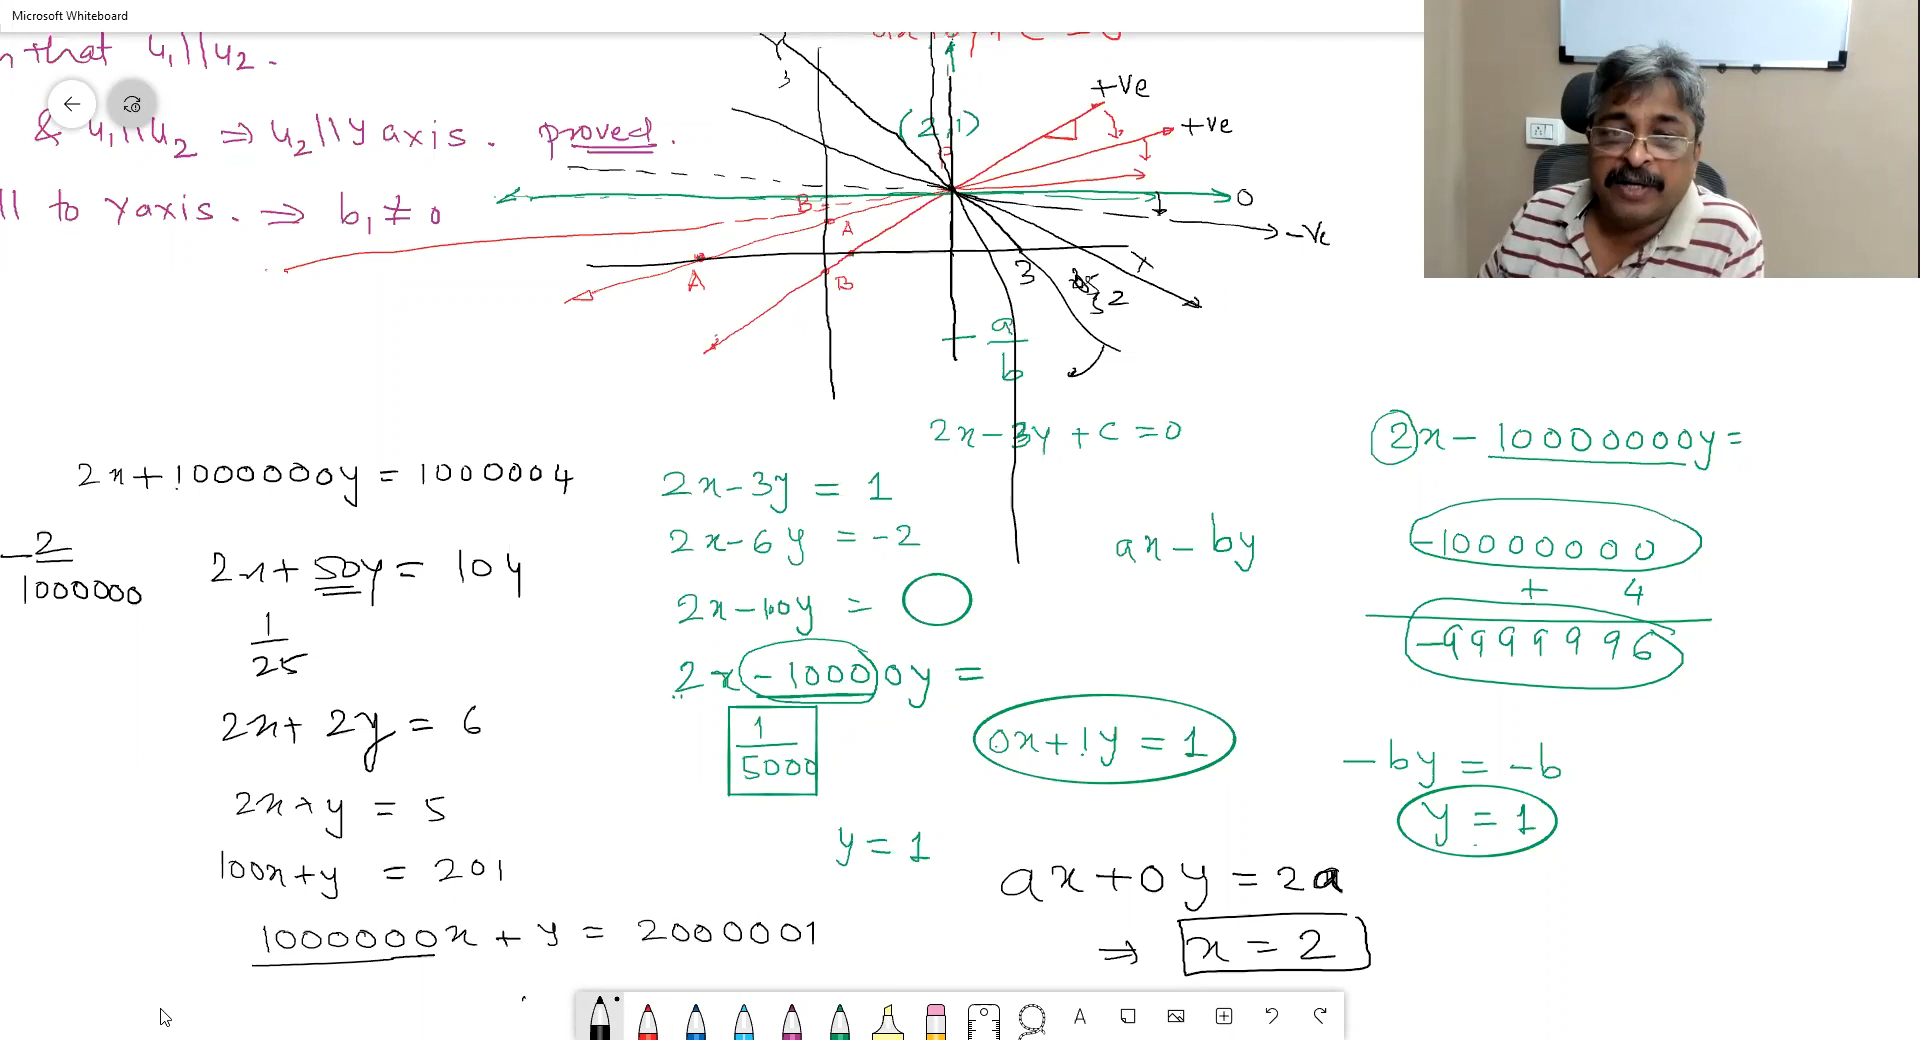 Microsoft Whiteboard
that u₁||u₂.
& u₁||u₂ ⇒ u₂||y axis. proved.
ll to yaxis. ⇒ b₁ ≠ 0
(2,1)
+ve
+ve
0
-ve
B
A
A
B
3
2
X
- a/b
2x-3y+c=0
2x+1000000y = 1000004
-2/1000000
2x+50y = 104
1/25
2x+2y = 6
2x+y = 5
100x+y = 201
1000000x + y = 2000001
2x-3y = 1
2x-6y = -2
2x-100y =
2x-10000y =
1/5000
ax-by
0x+1y=1
y=1
2x-10000000y=
-10000000
+ 4
-9999996
-by = -b
y = 1
ax+0y=2a
⇒ x=2
A